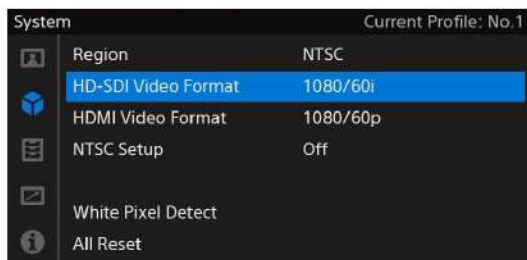 System Current Profile: No.1
Region NTSC
HD-SDI Video Format 1080/60i
HDMI Video Format 1080/60p
NTSC Setup Off
White Pixel Detect
All Reset